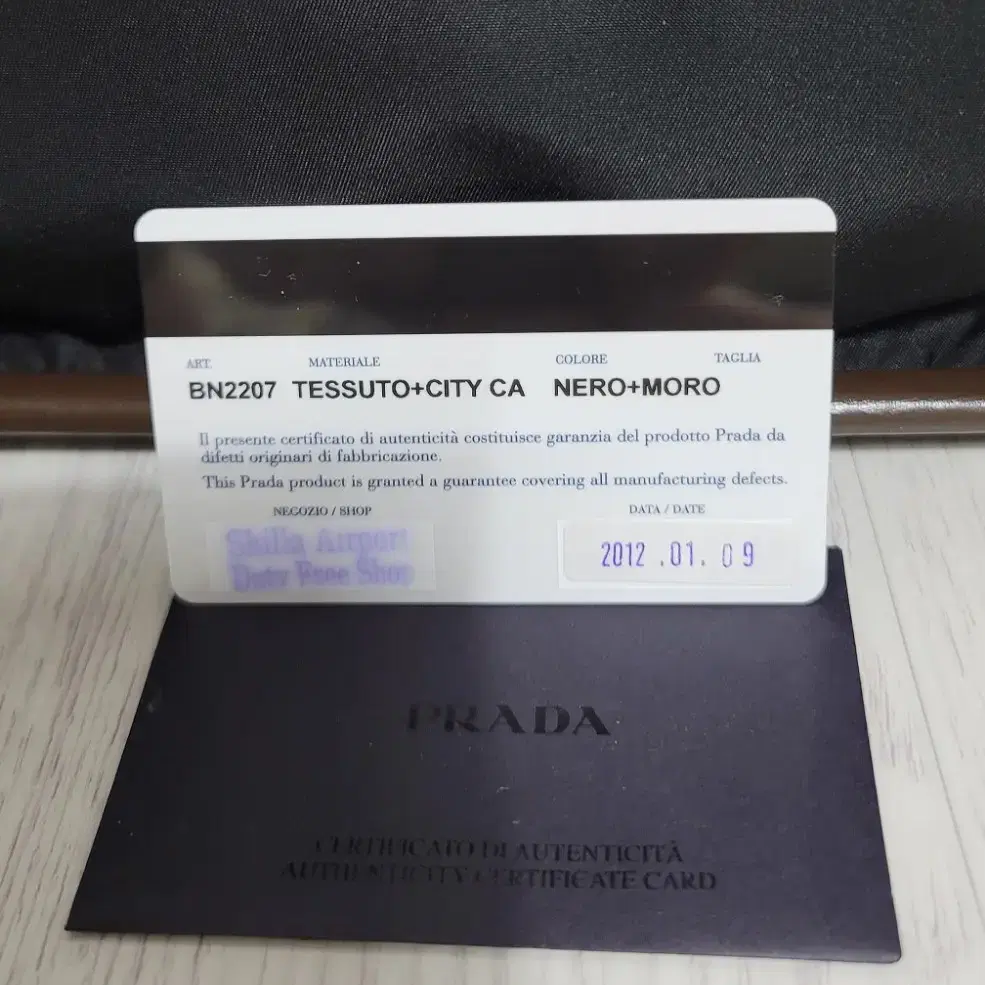 ART. MATERIALE COLORE TAGLIA
BN2207 TESSUTO+CITY CA NERO+MORO
Il presente certificato di autenticità costituisce garanzia del prodotto Prada da
difetti originari di fabbricazione.
This Prada product is granted a guarantee covering all manufacturing defects.
NEGOZIO / SHOP DATA / DATE
Shilla Airport
Duty Free Shop
2012 .01. 09
PRADA
CERTIFICATO DI AUTENTICITÀ
AUTHENTICITY CERTIFICATE CARD